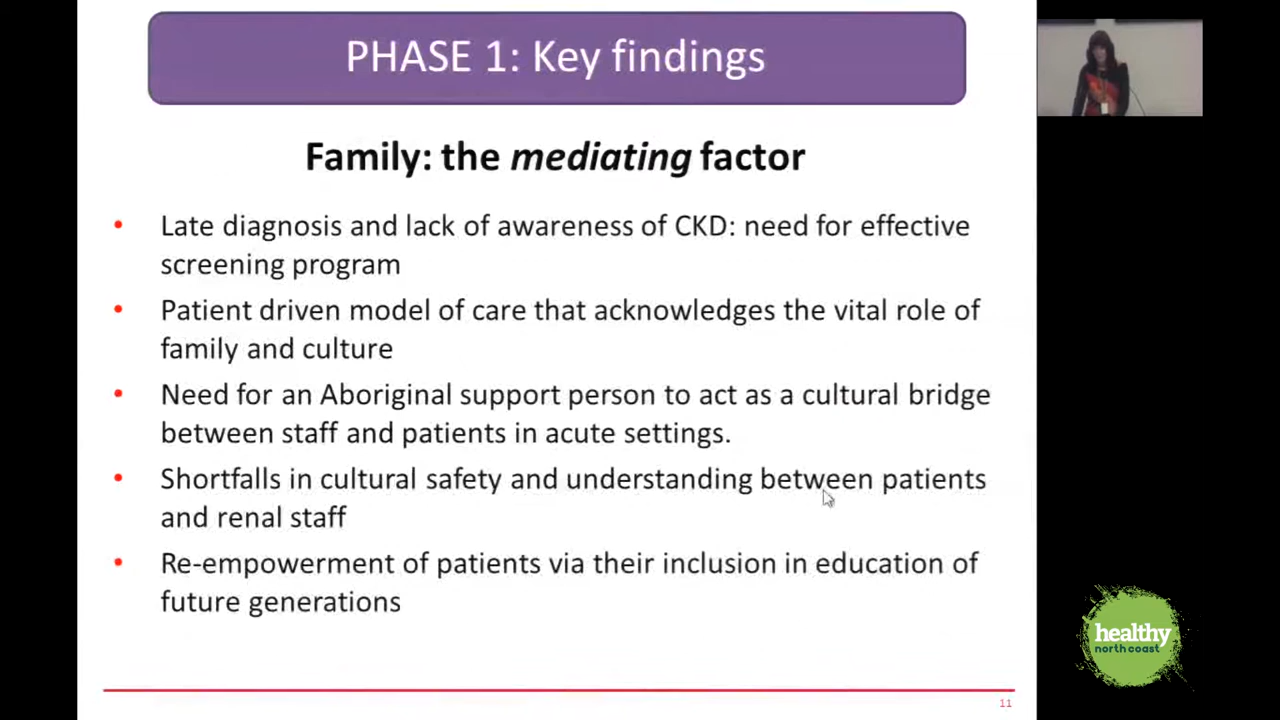 PHASE 1: Key findings
Family: the mediating factor
• Late diagnosis and lack of awareness of CKD: need for effective
screening program
• Patient driven model of care that acknowledges the vital role of
family and culture
• Need for an Aboriginal support person to act as a cultural bridge
between staff and patients in acute settings.
• Shortfalls in cultural safety and understanding between patients
and renal staff
• Re-empowerment of patients via their inclusion in education of
future generations
healthy
north coast
11